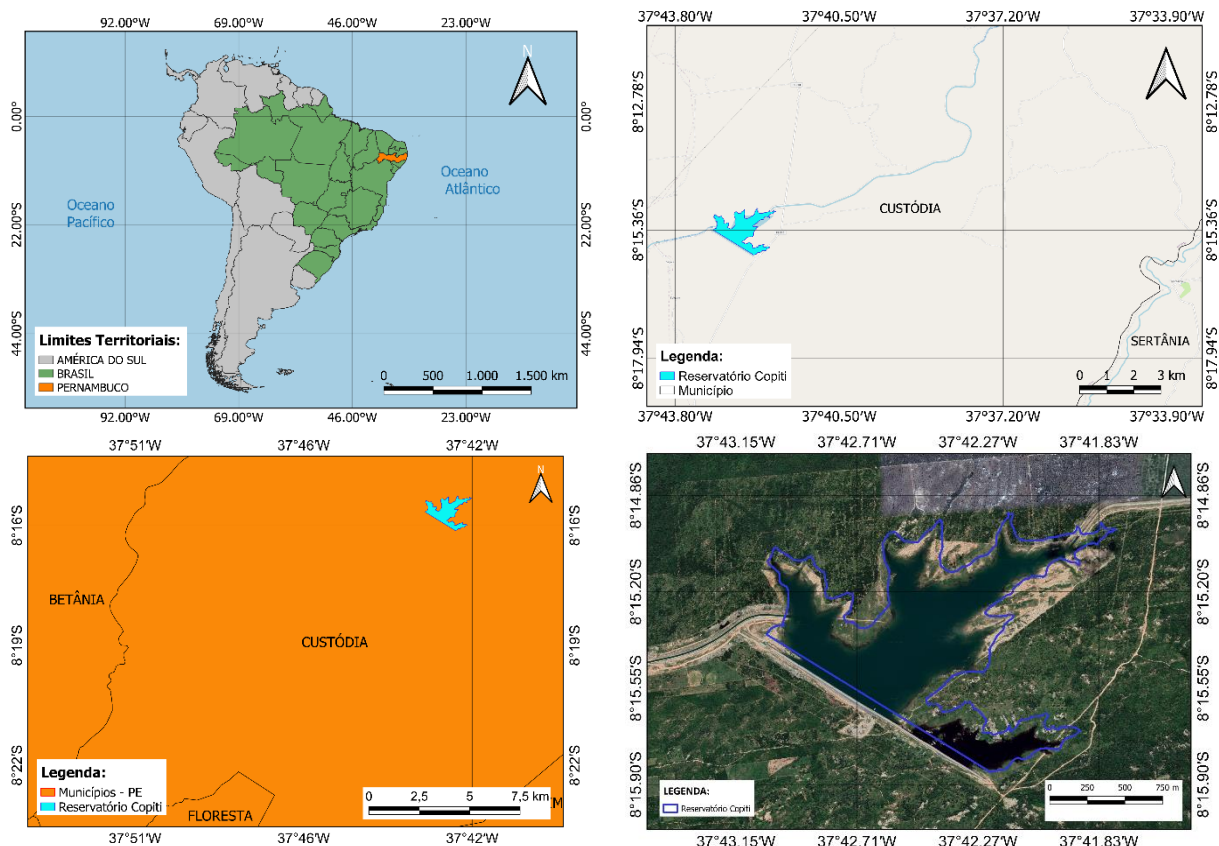 92.00°W 69.00°W 46.00°W 23.00°W
N
0.00°
22.00°S
44.00°S
0.00°
22.00°S
44.00°S
Oceano
Pacífico
Oceano
Atlântico
Limites Territoriais:
AMÉRICA DO SUL
BRASIL
PERNAMBUCO
0 500 1.000 1.500 km
92.00°W 69.00°W 46.00°W 23.00°W
37°43.80'W 37°40.50'W 37°37.20'W 37°33.90'W
8°12.78'S
8°15.36'S
8°17.94'S
8°12.78'S
8°15.36'S
8°17.94'S
CUSTÓDIA
SERTÂNIA
Legenda:
Reservatório Copiti
Município
0 1 2 3 km
37°43.80'W 37°40.50'W 37°37.20'W 37°33.90'W
37°51'W 37°46'W 37°42'W
N
8°16'S
8°19'S
8°22'S
8°16'S
8°19'S
8°22'S
BETÂNIA
CUSTÓDIA
FLORESTA
Legenda:
Municípios - PE
Reservatório Copiti
0 2,5 5 7,5 km
37°51'W 37°46'W 37°42'W
37°43.15'W 37°42.71'W 37°42.27'W 37°41.83'W
8°14.86'S
8°15.20'S
8°15.55'S
8°15.90'S
8°14.86'S
8°15.20'S
8°15.55'S
8°15.90'S
LEGENDA:
Reservatório Copiti
0 250 500 750 m
37°43.15'W 37°42.71'W 37°42.27'W 37°41.83'W